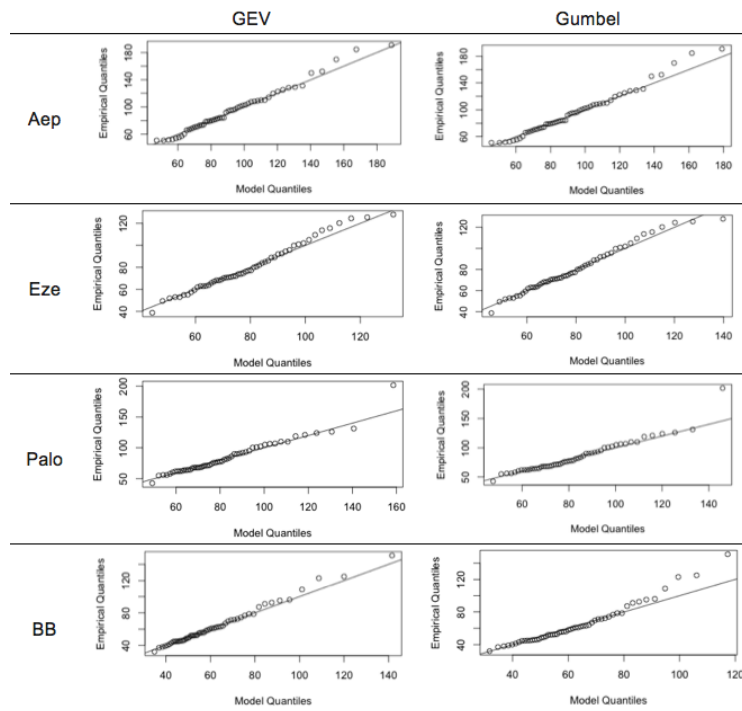 GEV Gumbel
Aep
Empirical Quantiles
60 100 140 180
60 80 100 120 140 160 180
Model Quantiles
Empirical Quantiles
60 100 140 180
60 80 100 120 140 160 180
Model Quantiles
Eze
Empirical Quantiles
40 60 80 120
60 80 100 120
Model Quantiles
Empirical Quantiles
40 60 80 120
60 80 100 120 140
Model Quantiles
Palo
Empirical Quantiles
50 100 150 200
60 80 100 120 140 160
Model Quantiles
Empirical Quantiles
50 100 150 200
60 80 100 120 140
Model Quantiles
BB
Empirical Quantiles
40 80 120
40 60 80 100 120 140
Model Quantiles
Empirical Quantiles
40 80 120
40 60 80 100 120
Model Quantiles